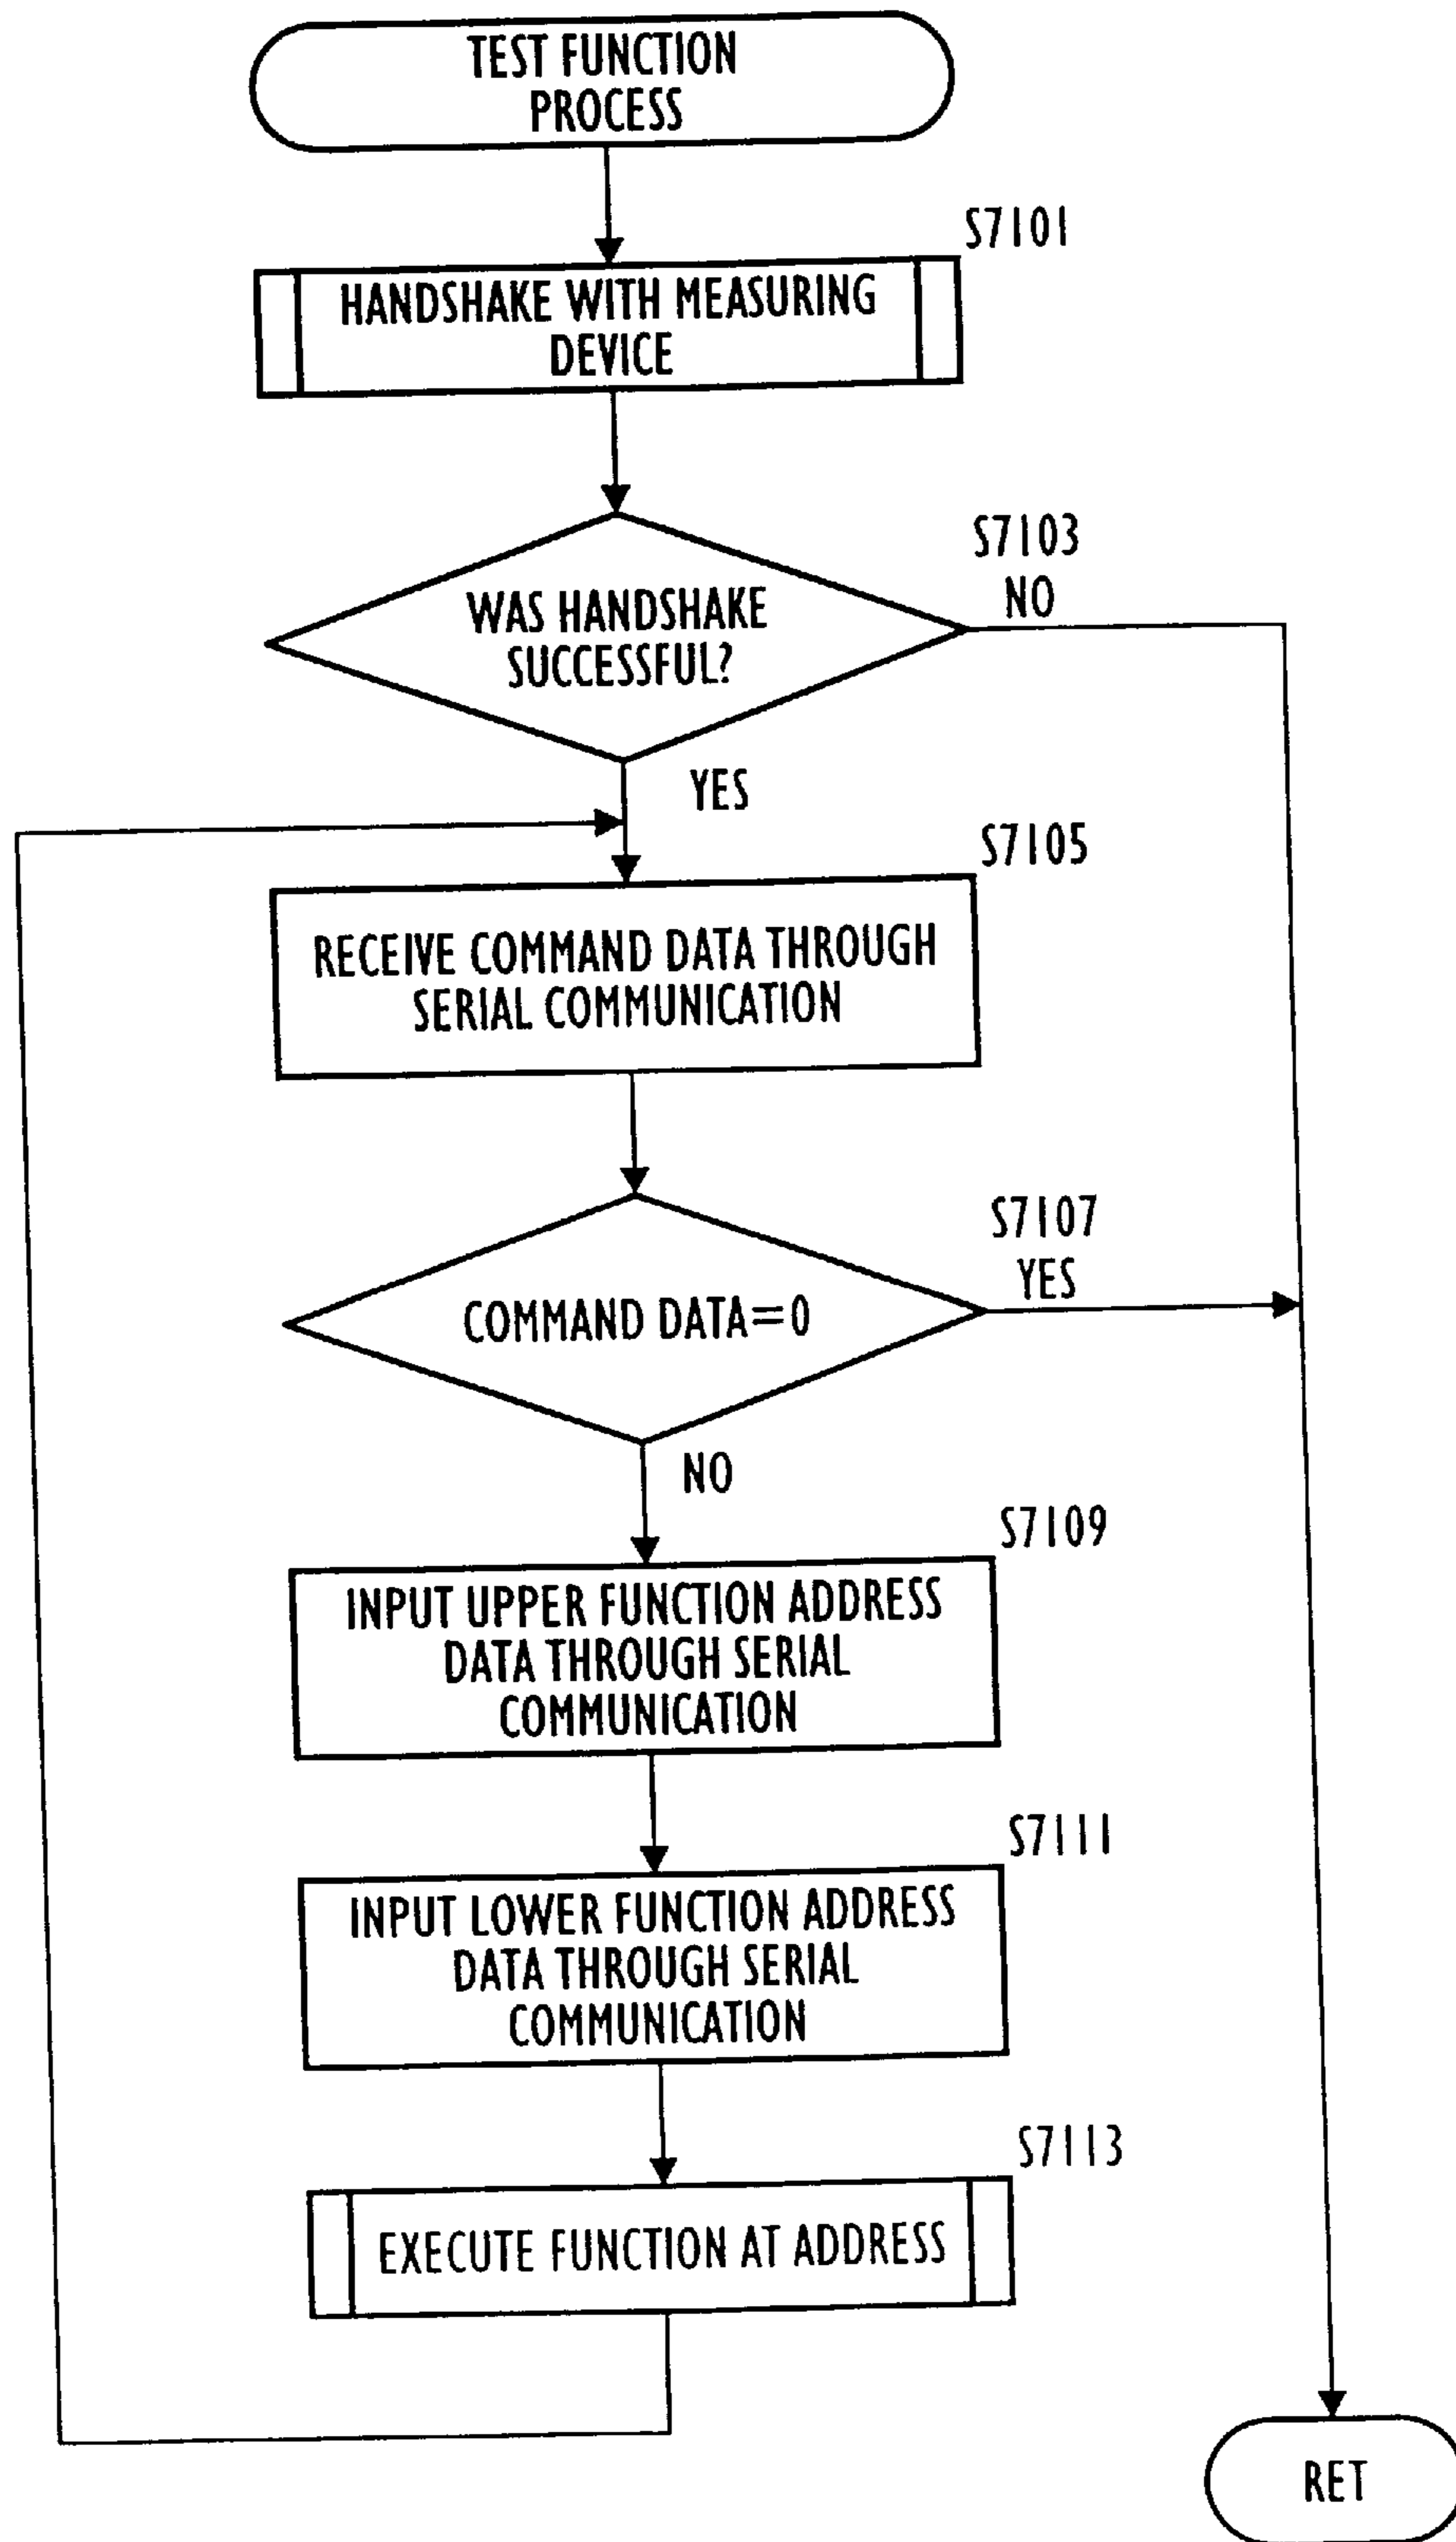 TEST FUNCTION
PROCESS
S7101
HANDSHAKE WITH MEASURING
DEVICE
S7103
NO
WAS HANDSHAKE
SUCCESSFUL?
YES
S7105
RECEIVE COMMAND DATA THROUGH
SERIAL COMMUNICATION
S7107
YES
COMMAND DATA=0
NO
S7109
INPUT UPPER FUNCTION ADDRESS
DATA THROUGH SERIAL
COMMUNICATION
S7111
INPUT LOWER FUNCTION ADDRESS
DATA THROUGH SERIAL
COMMUNICATION
S7113
EXECUTE FUNCTION AT ADDRESS
RET